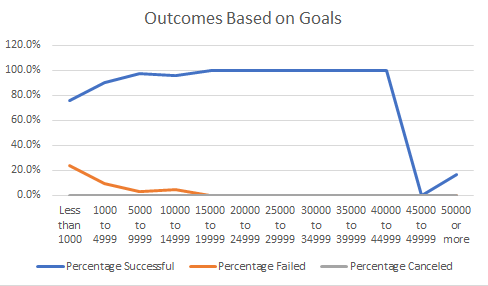 Outcomes Based on Goals
120.0%
100.0%
80.0%
60.0%
40.0%
20.0%
0.0%
Less than 1000
1000 to 4999
5000 to 9999
10000 to 14999
15000 to 19999
20000 to 24999
25000 to 29999
30000 to 34999
35000 to 39999
40000 to 44999
45000 to 49999
50000 or more
Percentage Successful
Percentage Failed
Percentage Canceled